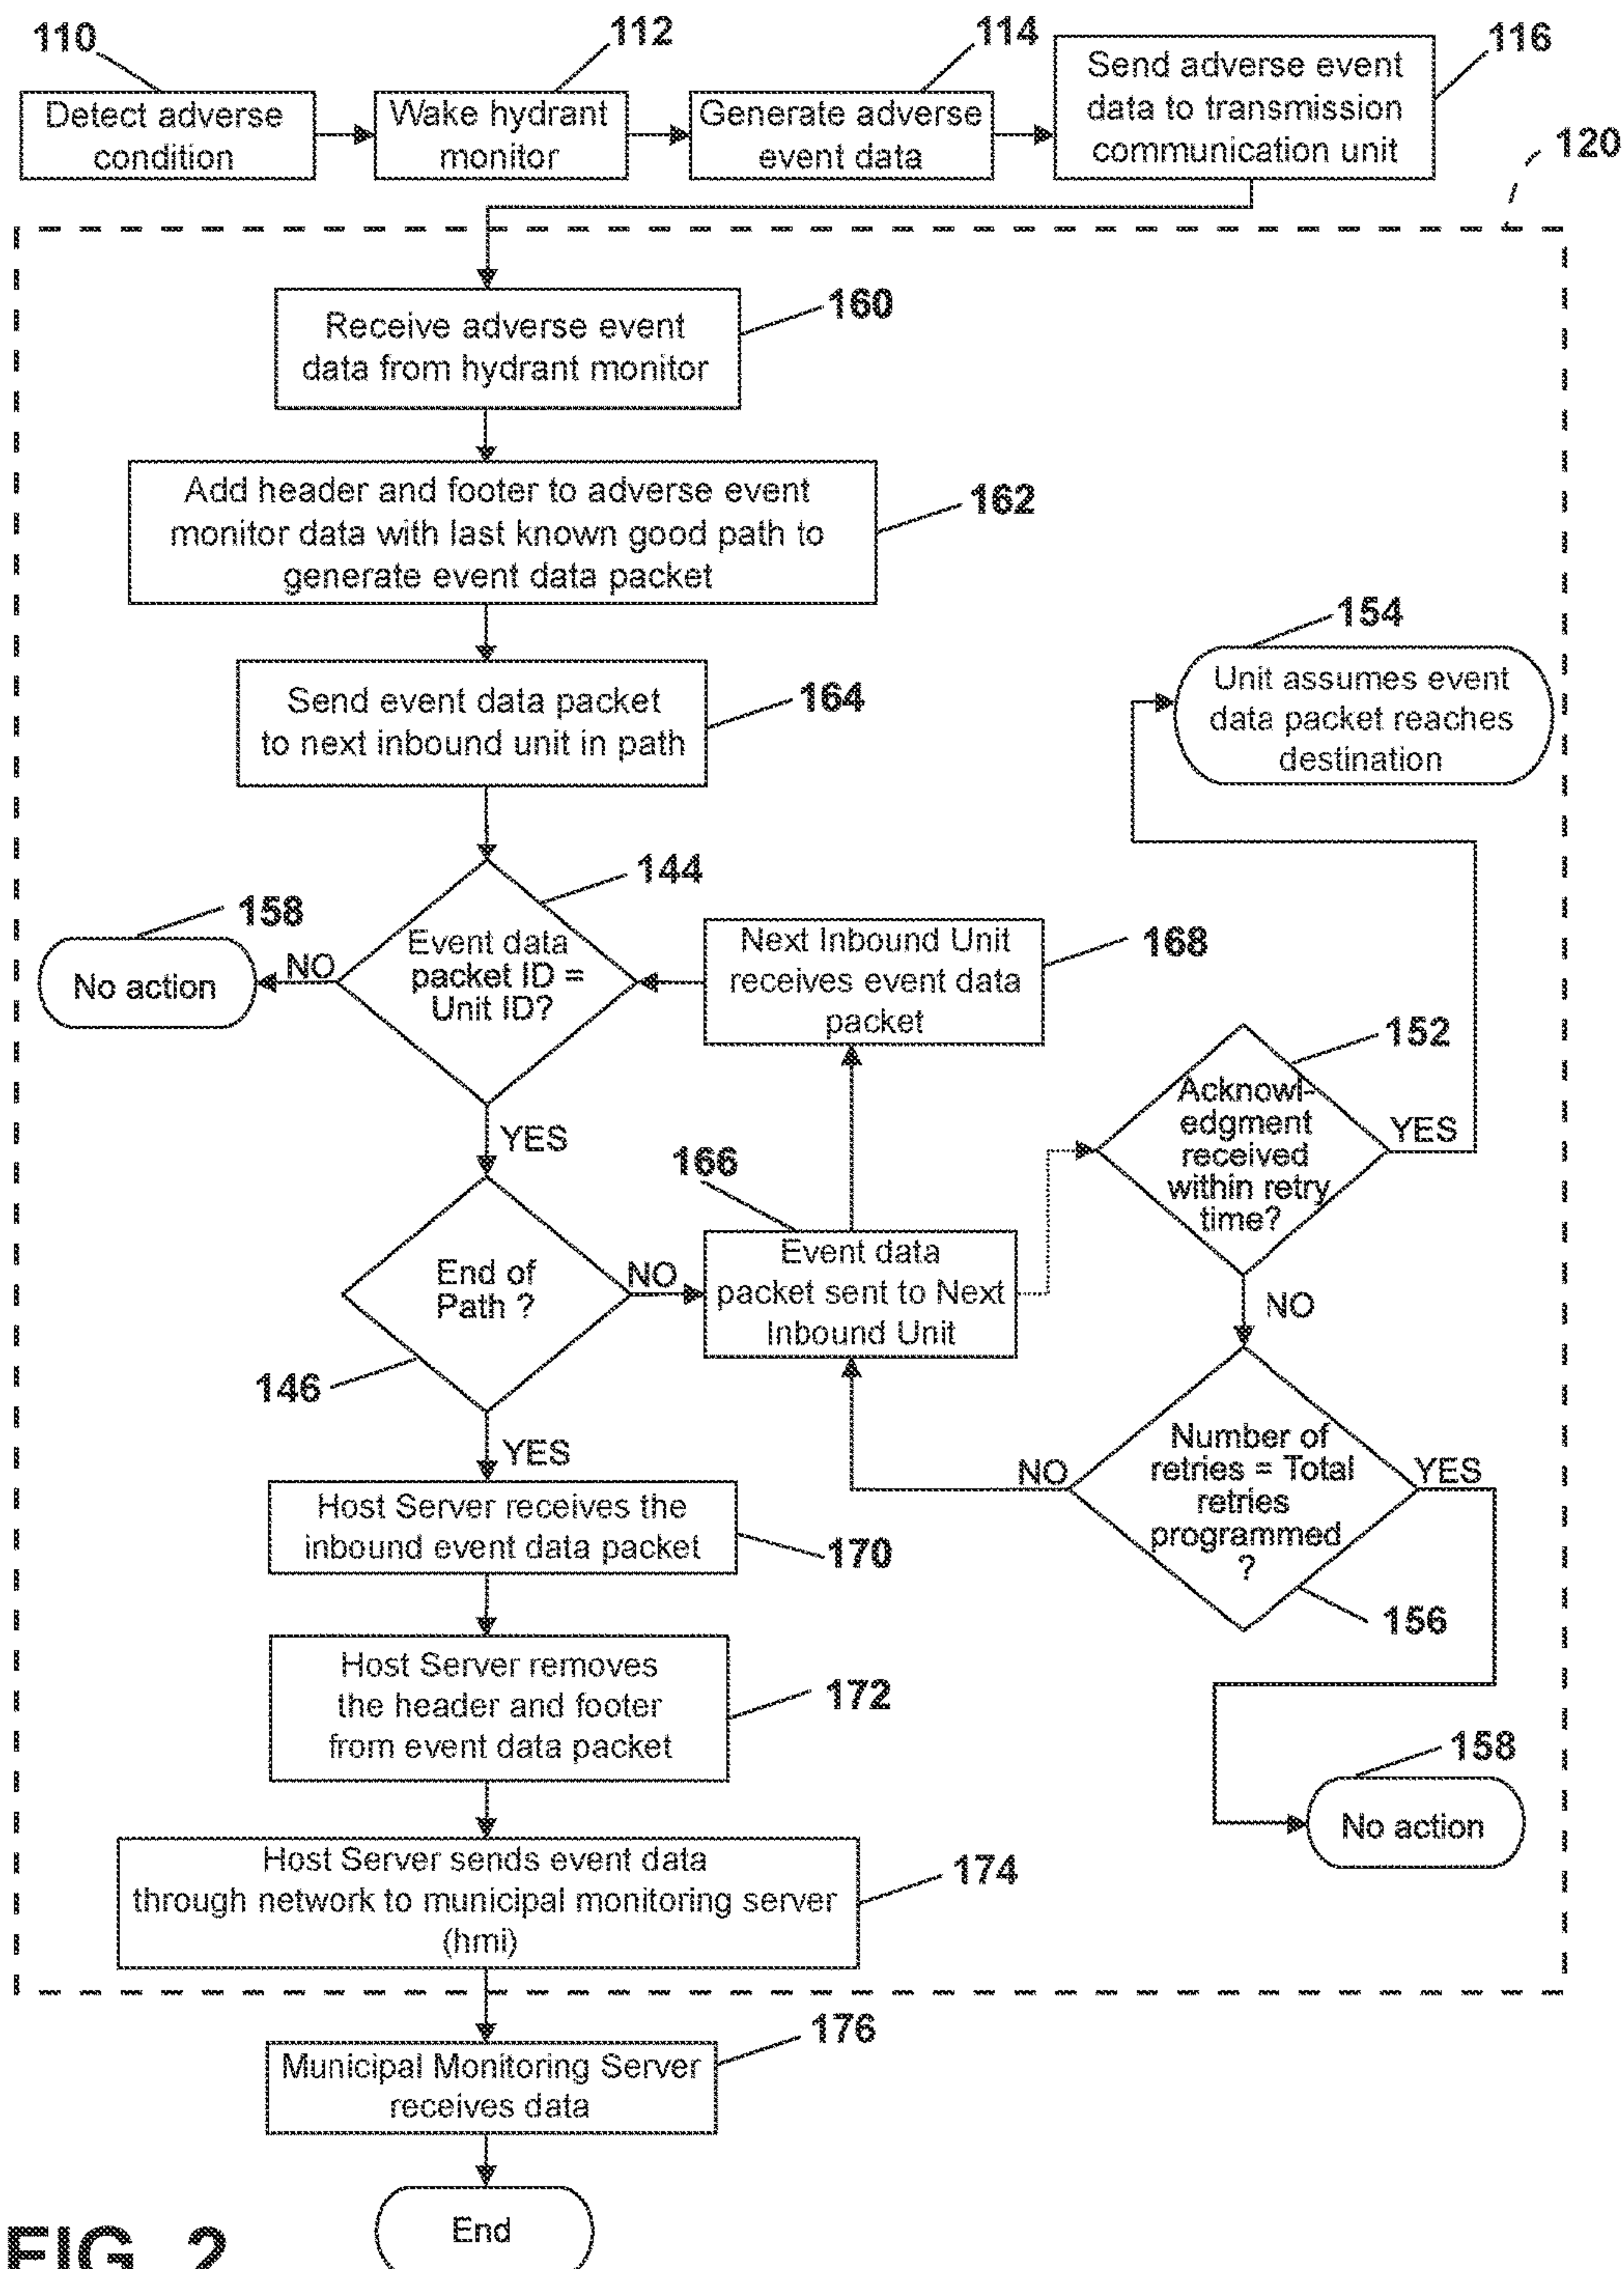 110
112
114
116
Detect adverse
condition
Wake hydrant
monitor
Generate adverse
event data
Send adverse event
data to transmission
communication unit
120
Receive adverse event
data from hydrant monitor
160
Add header and footer to adverse event
monitor data with last known good path to
generate event data packet
162
Send event data packet
to next inbound unit in path
164
154
Unit assumes event
data packet reaches
destination
144
Event data
packet ID =
Unit ID?
158
No action
NO
Next Inbound Unit
receives event data
packet
168
152
Acknowl-
edgment
received
within retry
time?
YES
YES
166
Event data
packet sent to Next
Inbound Unit
End of
Path ?
NO
146
NO
Number of
retries = Total
retries
programmed
?
NO
YES
156
YES
Host Server receives the
inbound event data packet
170
Host Server removes
the header and footer
from event data packet
172
158
No action
Host Server sends event data
through network to municipal monitoring server
(hmi)
174
176
Municipal Monitoring Server
receives data
End
FIG. 2